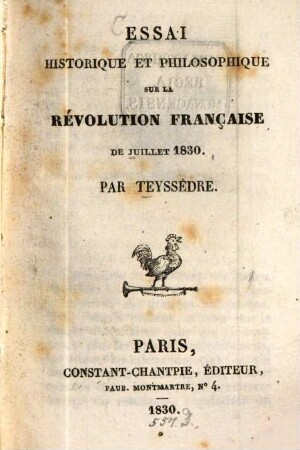 ESSAI
HISTORIQUE ET PHILOSOPHIQUE
SUR LA
RÉVOLUTION FRANÇAISE
DE JUILLET 1830.
PAR TEYSSÈDRE.
PARIS,
CONSTANT-CHANTPIE, ÉDITEUR,
FAUB. MONTMARTRE, Nº 4.
1830.